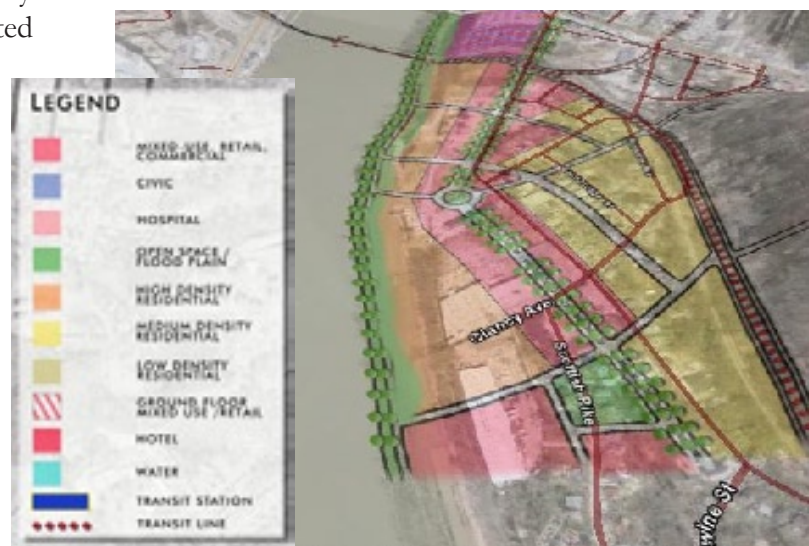 LEGEND
MIXED USE, RETAIL,
COMMERCIAL
CIVIC
HOSPITAL
OPEN SPACE /
FLOOD PLAIN
HIGH DENSITY
RESIDENTIAL
MEDIUM DENSITY
RESIDENTIAL
LOW DENSITY
RESIDENTIAL
GROUND FLOOR
MIXED USE /RETAIL
HOTEL
WATER
TRANSIT STATION
TRANSIT LINE
Clancy Ave
Pike
St